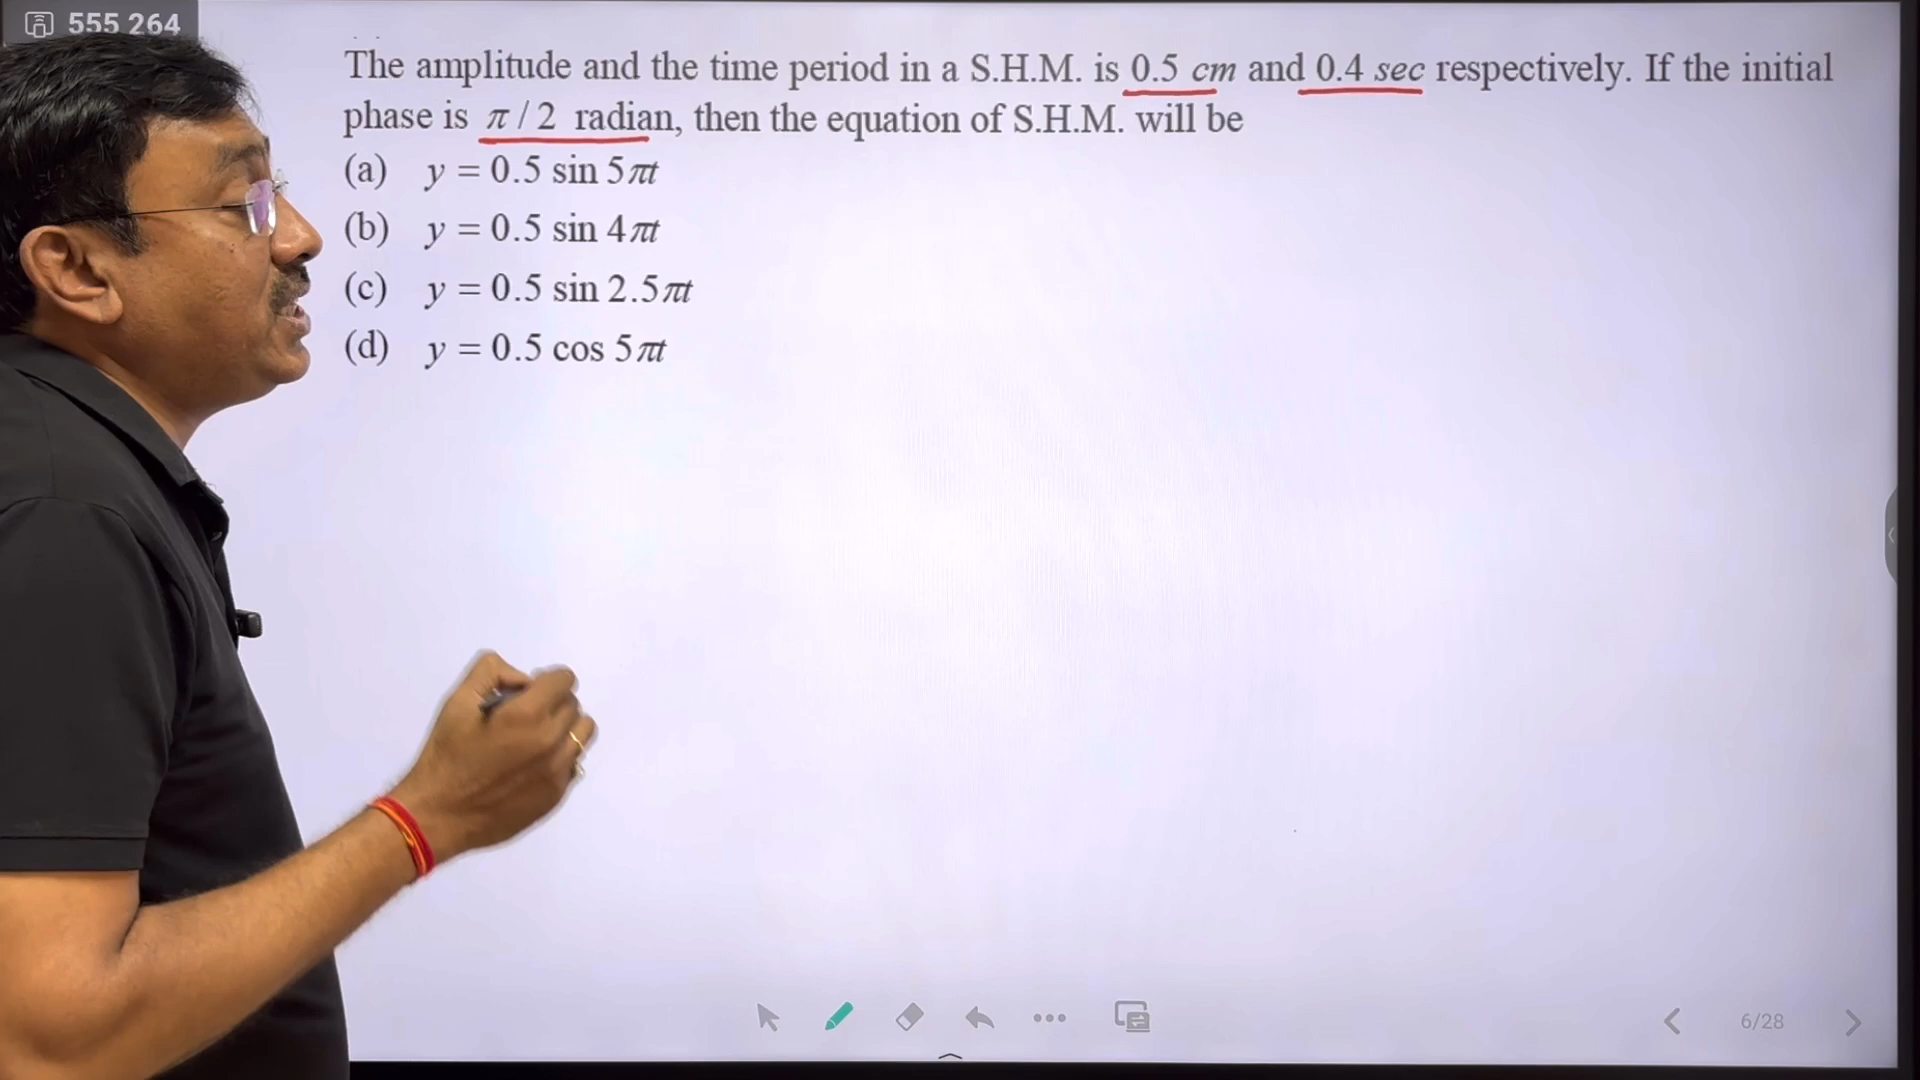 555 264
The amplitude and the time period in a S.H.M. is 0.5 cm and 0.4 sec respectively. If the initial
phase is π / 2 radian, then the equation of S.H.M. will be
(a) y = 0.5 sin 5πt
(b) y = 0.5 sin 4πt
(c) y = 0.5 sin 2.5πt
(d) y = 0.5 cos 5πt
6/28